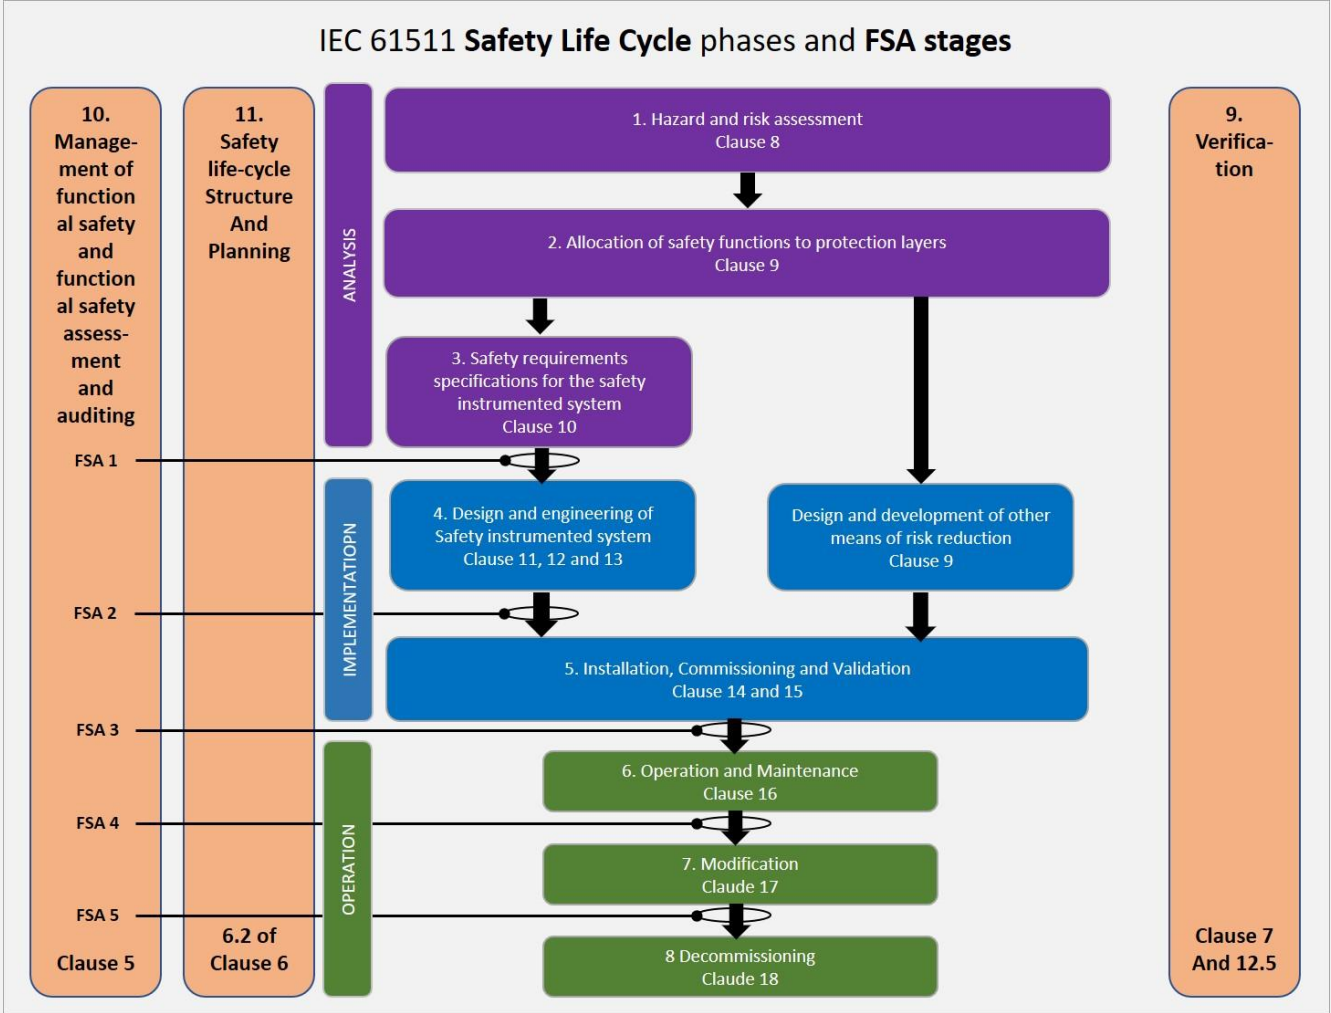 IEC 61511 Safety Life Cycle phases and FSA stages
10.
Manage-
ment of
function
al safety
and
function
al safety
assess-
ment
and
auditing
FSA 1
FSA 2
FSA 3
FSA 4
FSA 5
Clause 5
11.
Safety
life-cycle
Structure
And
Planning
6.2 of
Clause 6
ANALYSIS
1. Hazard and risk assessment
Clause 8
2. Allocation of safety functions to protection layers
Clause 9
3. Safety requirements
specifications for the safety
instrumented system
Clause 10
IMPLEMENTATIOPN
4. Design and engineering of
Safety instrumented system
Clause 11, 12 and 13
Design and development of other
means of risk reduction
Clause 9
5. Installation, Commissioning and Validation
Clause 14 and 15
OPERATION
6. Operation and Maintenance
Clause 16
7. Modification
Claude 17
8 Decommissioning
Claude 18
9.
Verifica-
tion
Clause 7
And 12.5